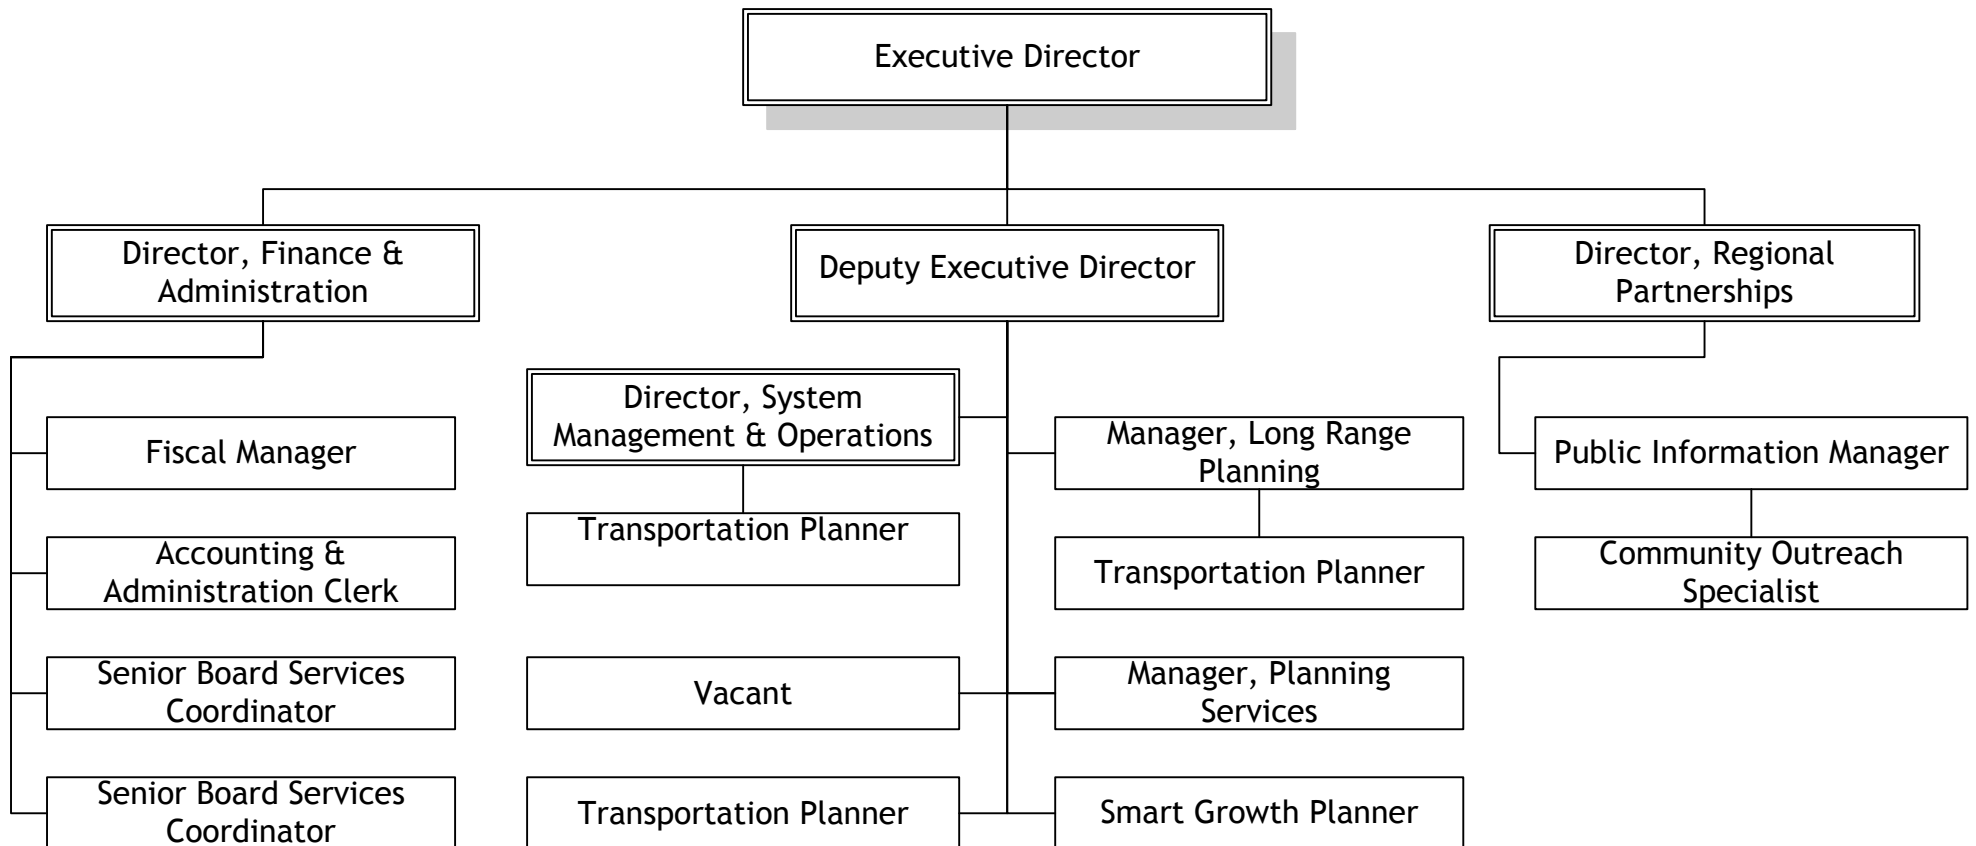 Executive Director
Director, Finance &
Administration
Deputy Executive Director
Director, Regional
Partnerships
Director, System
Management & Operations
Fiscal Manager
Manager, Long Range
Planning
Public Information Manager
Transportation Planner
Accounting &
Administration Clerk
Transportation Planner
Community Outreach
Specialist
Senior Board Services
Coordinator
Vacant
Manager, Planning
Services
Senior Board Services
Coordinator
Transportation Planner
Smart Growth Planner